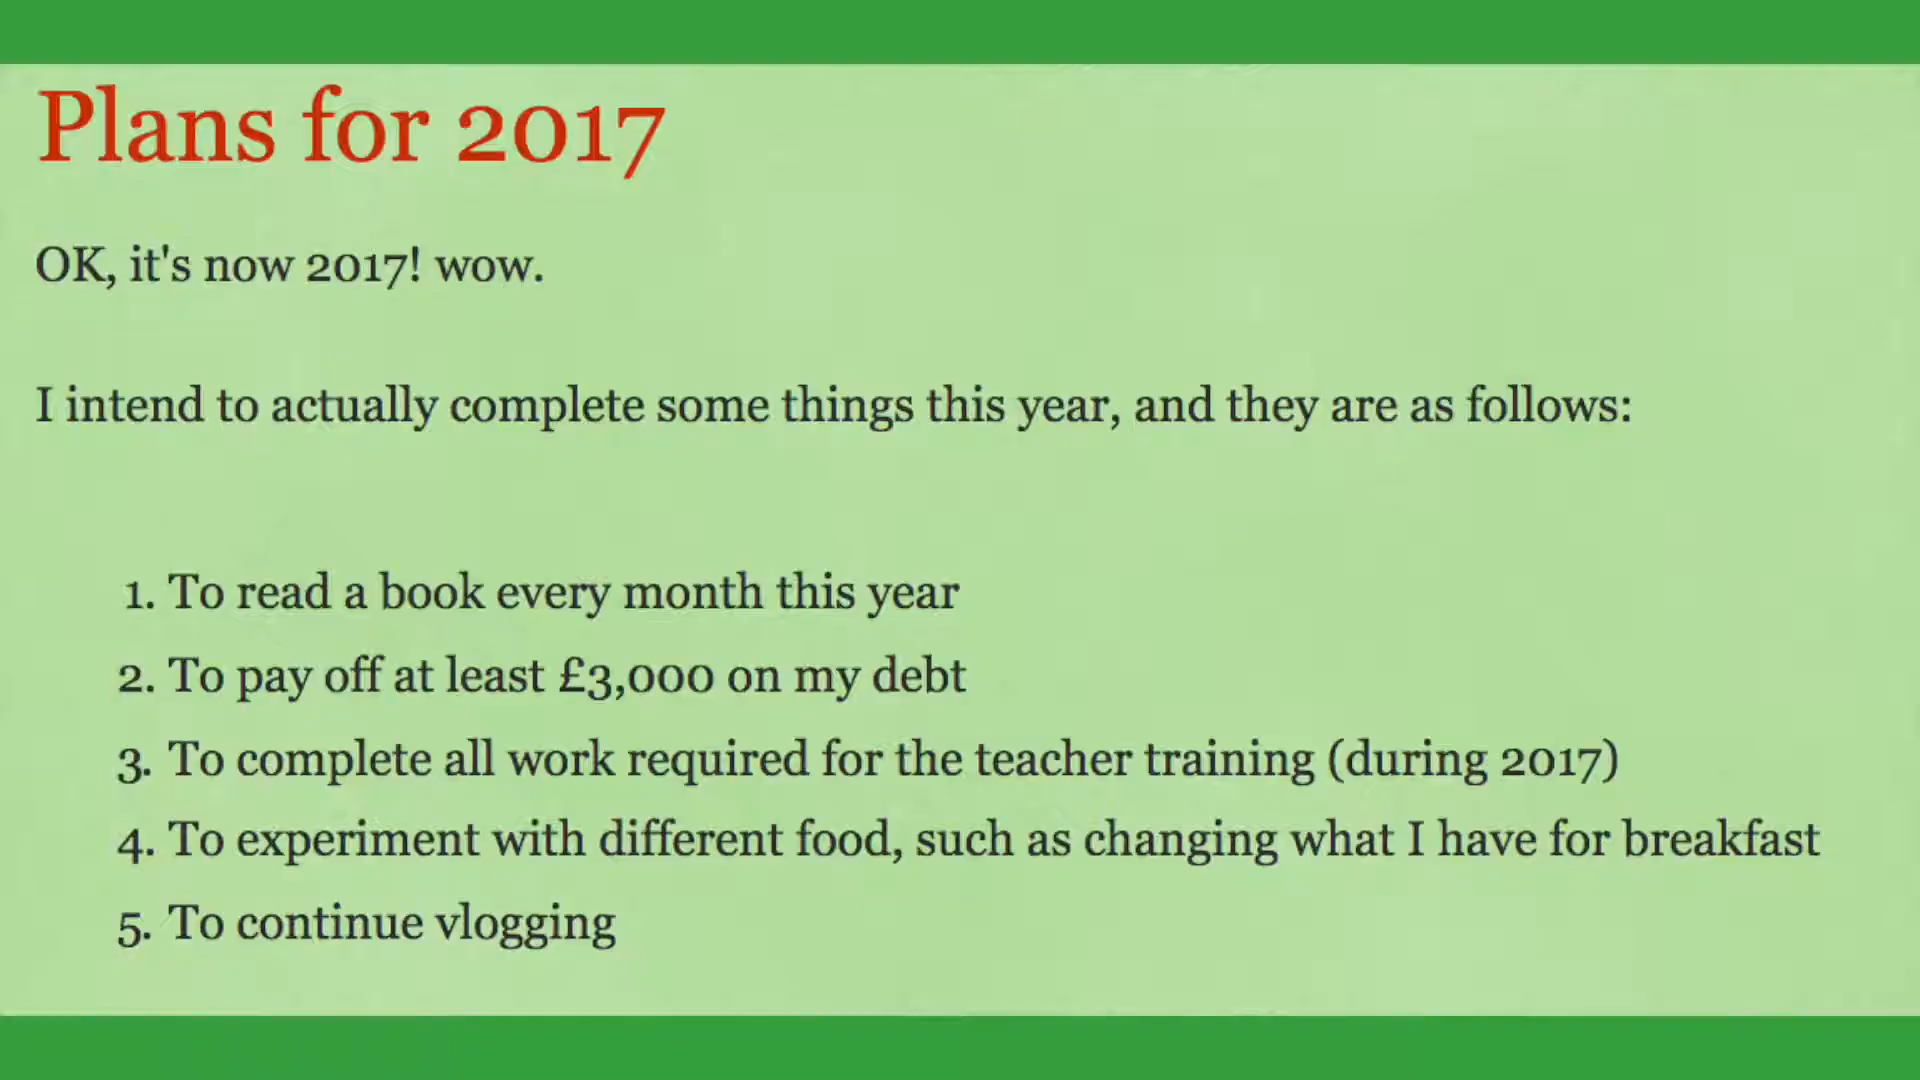 Plans for 2017
OK, it's now 2017! wow.
I intend to actually complete some things this year, and they are as follows:
1. To read a book every month this year
2. To pay off at least £3,000 on my debt
3. To complete all work required for the teacher training (during 2017)
4. To experiment with different food, such as changing what I have for breakfast
5. To continue vlogging